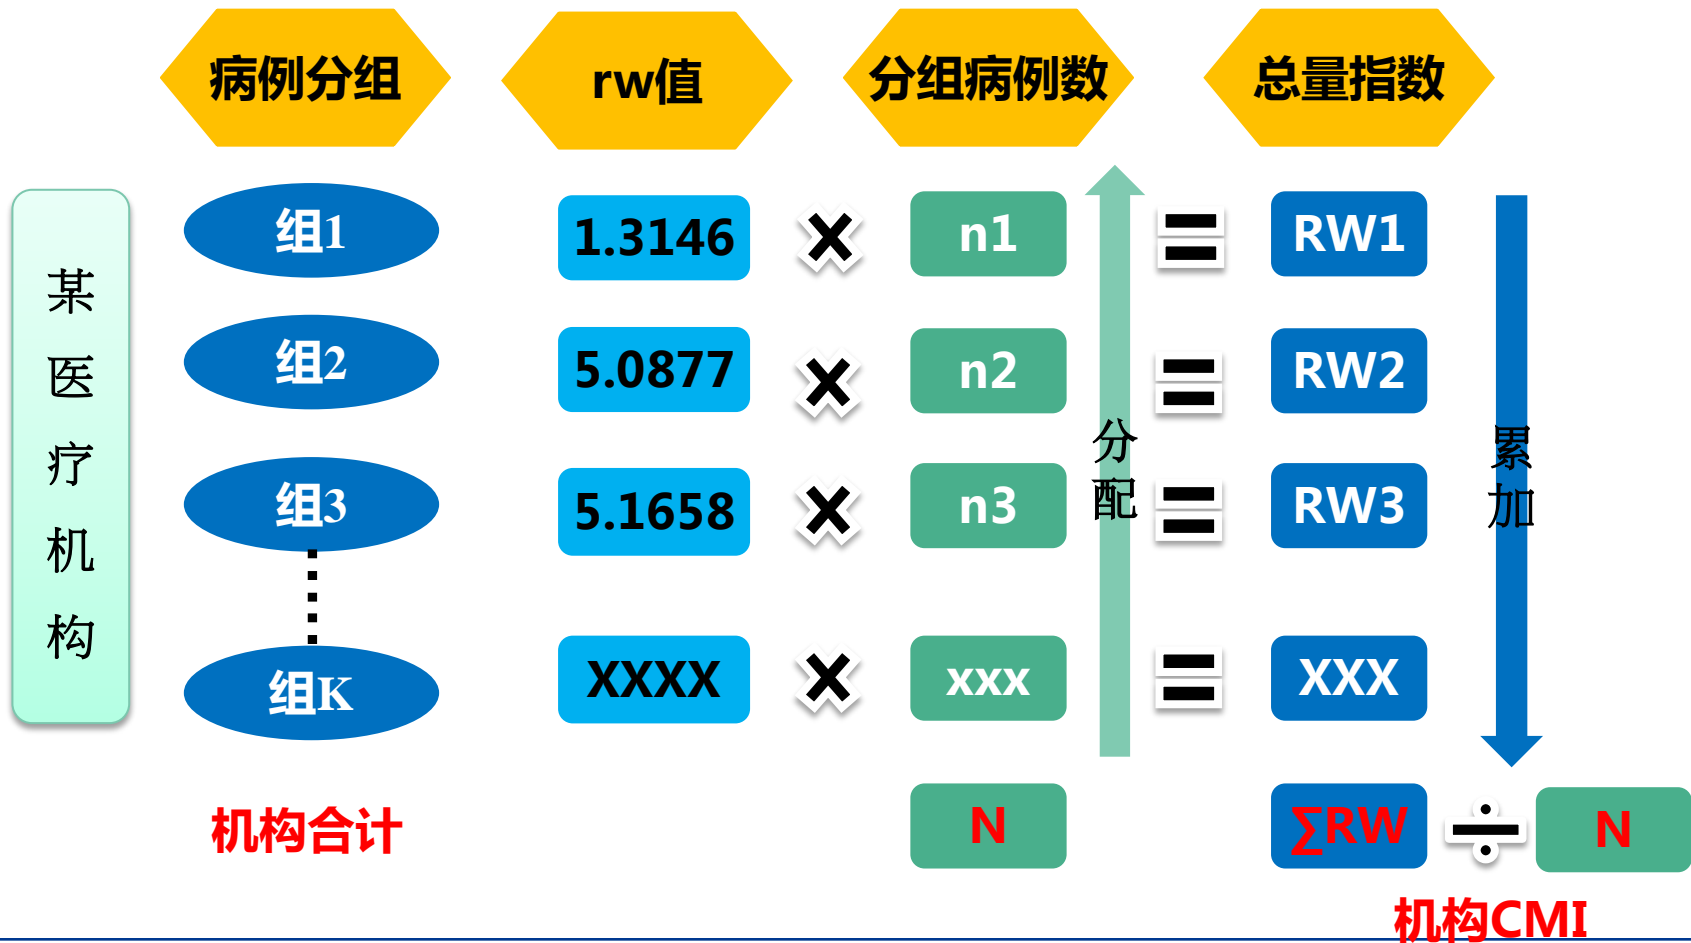 病例分组
rw值
分组病例数
总量指数
某医疗机构
组1
1.3146
×
n1
=
RW1
组2
5.0877
×
n2
=
RW2
组3
5.1658
×
n3
=
RW3
分配
累加
组K
XXXX
×
xxx
=
XXX
机构合计
N
∑RW
÷
N
机构CMI